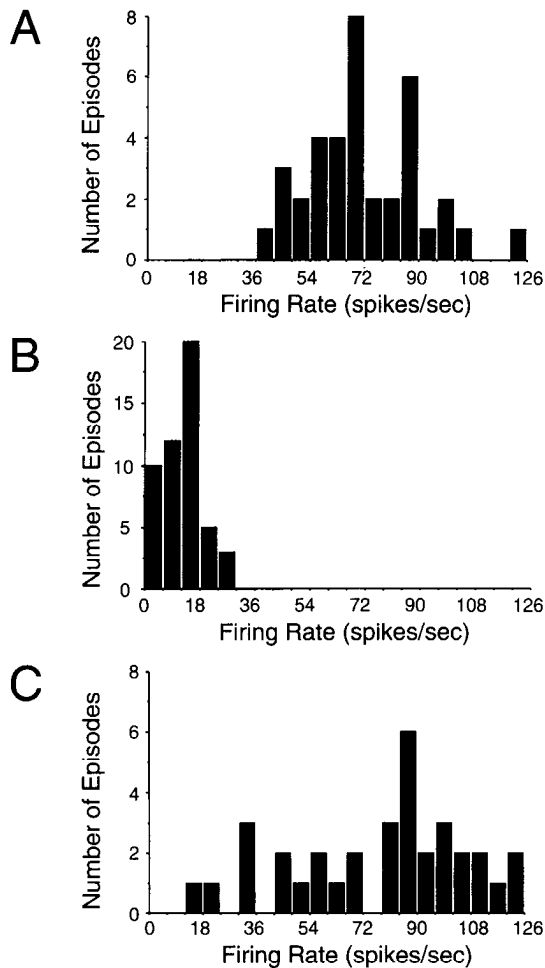 A
Number of Episodes
8
6
4
2
0
0 18 36 54 72 90 108 126
Firing Rate (spikes/sec)
B
Number of Episodes
20
15
10
5
0
0 18 36 54 72 90 108 126
Firing Rate (spikes/sec)
C
Number of Episodes
8
6
4
2
0
0 18 36 54 72 90 108 126
Firing Rate (spikes/sec)